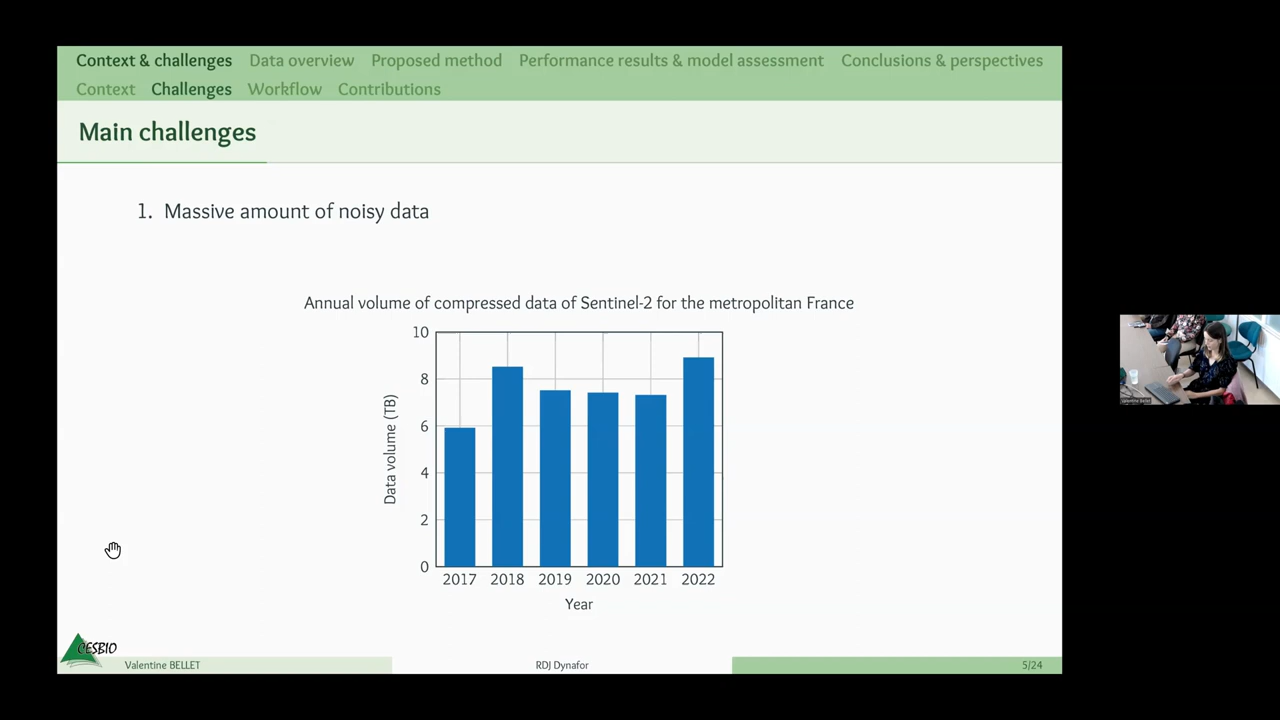 Context & challenges Data overview Proposed method Performance results & model assessment Conclusions & perspectives
Context Challenges Workflow Contributions
Main challenges
1. Massive amount of noisy data
Annual volume of compressed data of Sentinel-2 for the metropolitan France
10
8
6
4
2
0
Data volume (TB)
2017 2018 2019 2020 2021 2022
Year
CESBIO
Valentine BELLET RDJ Dynafor 5/24
Valentine Bellet